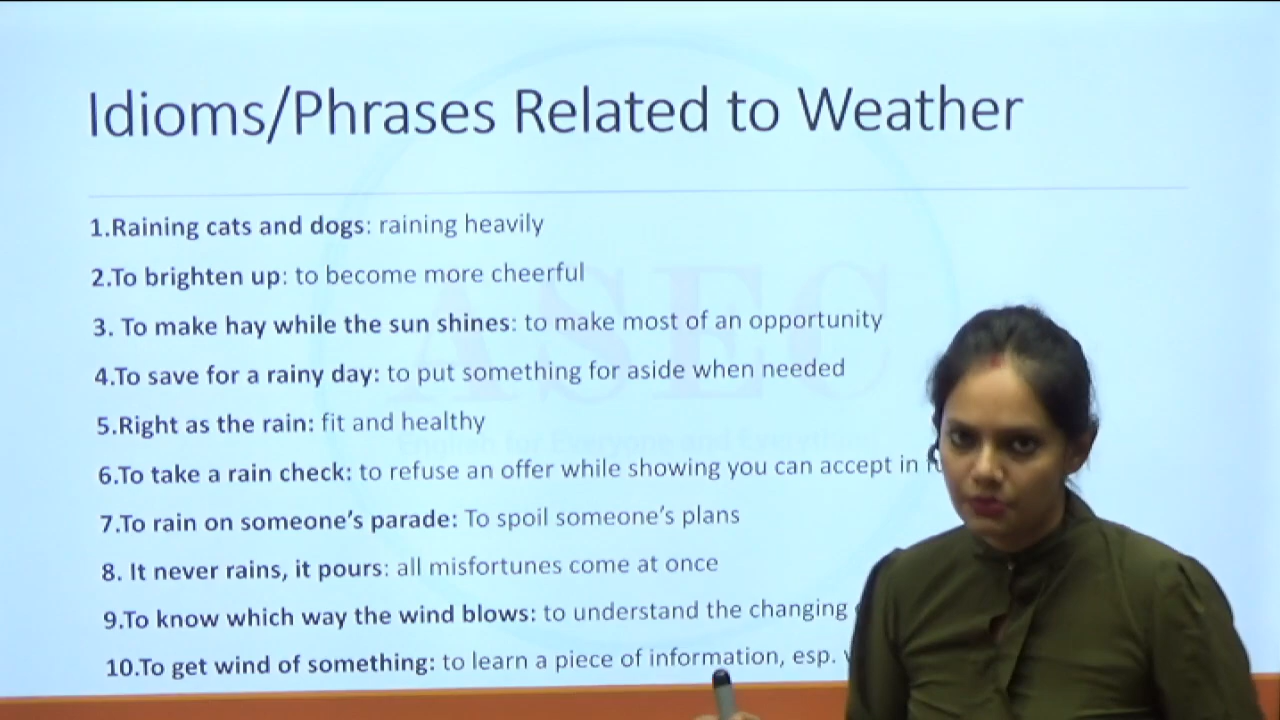 Idioms/Phrases Related to Weather
1.Raining cats and dogs: raining heavily
2.To brighten up: to become more cheerful
3. To make hay while the sun shines: to make most of an opportunity
4.To save for a rainy day: to put something for aside when needed
5.Right as the rain: fit and healthy
6.To take a rain check: to refuse an offer while showing you can accept in
7.To rain on someone’s parade: To spoil someone’s plans
8. It never rains, it pours: all misfortunes come at once
9.To know which way the wind blows: to understand the changing
10.To get wind of something: to learn a piece of information, esp.
ASEC
English for Everyone and